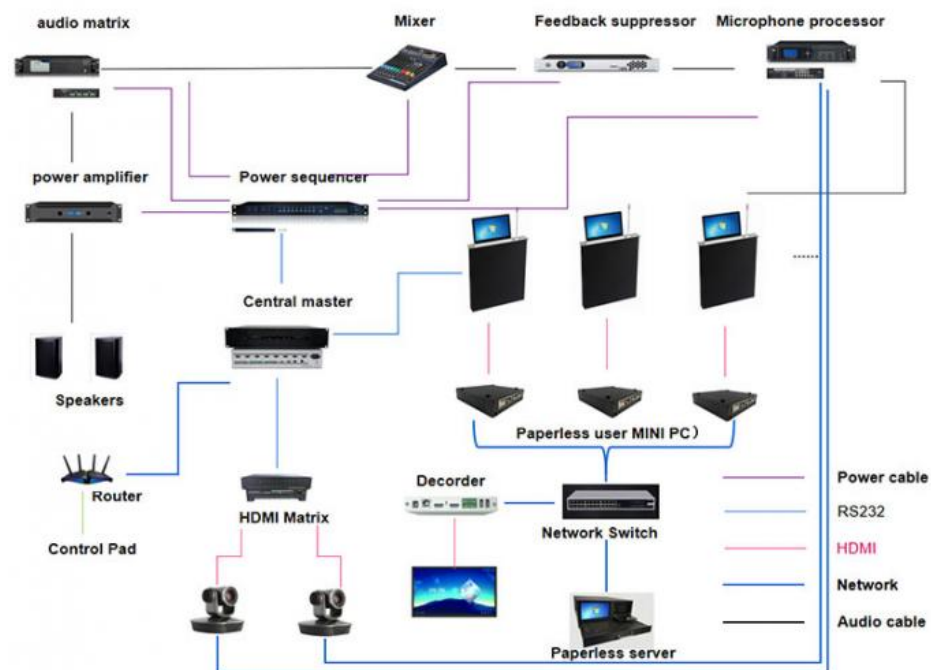 audio matrix
Mixer
Feedback suppressor
Microphone processor
power amplifier
Power sequencer
Central master
Speakers
Paperless user MINI PC）
Router
HDMI Matrix
Decorder
Network Switch
Control Pad
Paperless server
Power cable
RS232
HDMI
Network
Audio cable